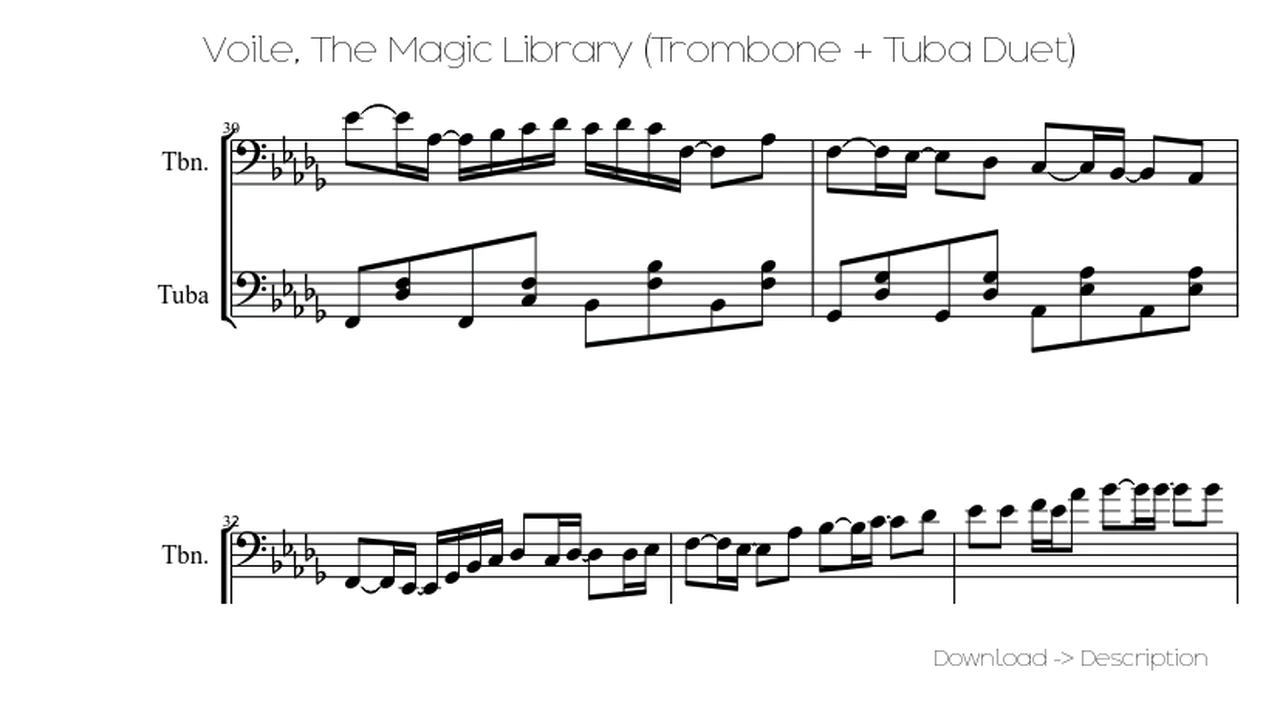 Voile, The Magic Library (Trombone + Tuba Duet)
30
Tbn.
Tuba
32
Tbn.
Download -> Description